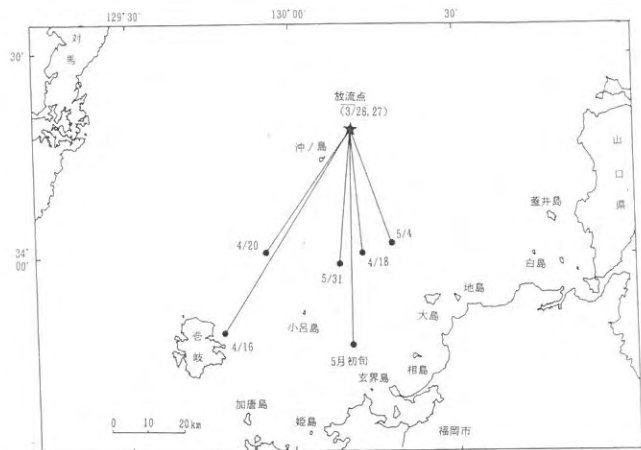 129°30′
130°00′
30′
30′
対
馬
放流点
(3/26,27)
沖ノ島
山
口
県
蓋井島
4/20
5/31
4/18
5/4
白島
34°
00′
地島
大島
小呂島
壱
岐
4/16
5月初旬
相島
玄界島
加唐島
姫島
福岡市
0 10 20km